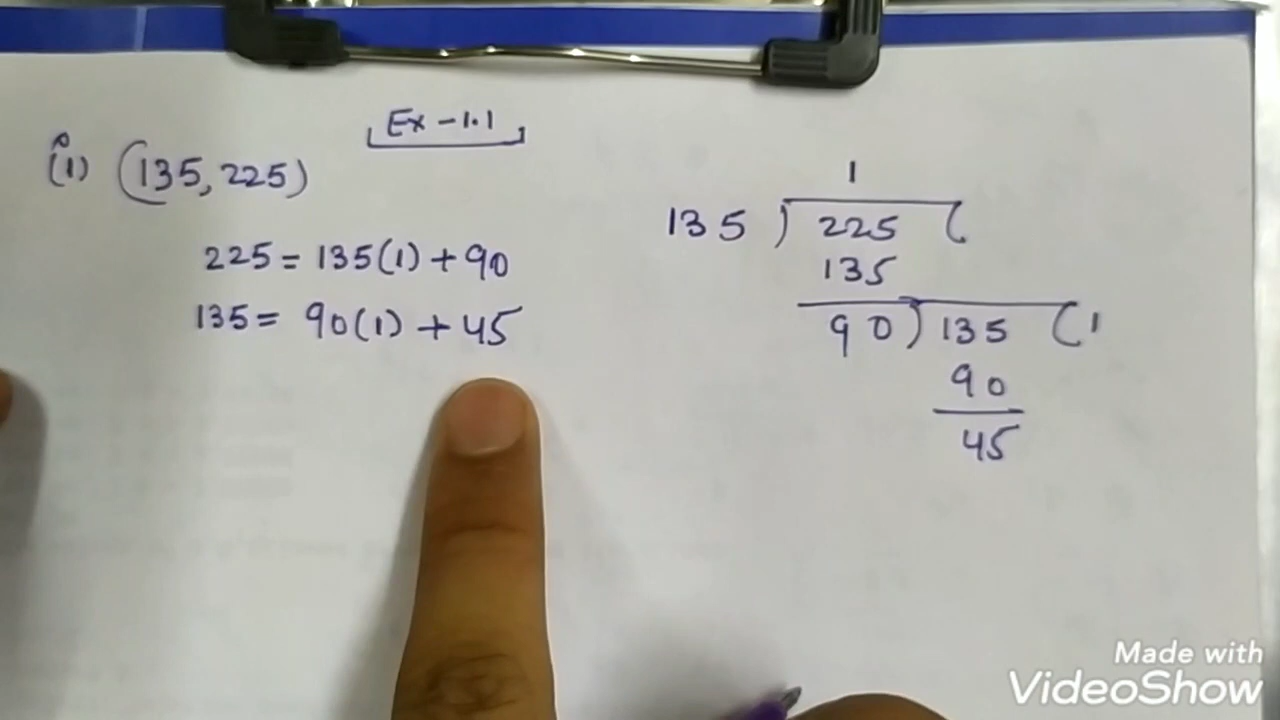 Ex - 1.1
(i) (135, 225)
225 = 135(1) + 90
135 = 90(1) + 45
1
135 ) 225 (
135
90 ) 135 ( 1
90
45
Made with
VideoShow